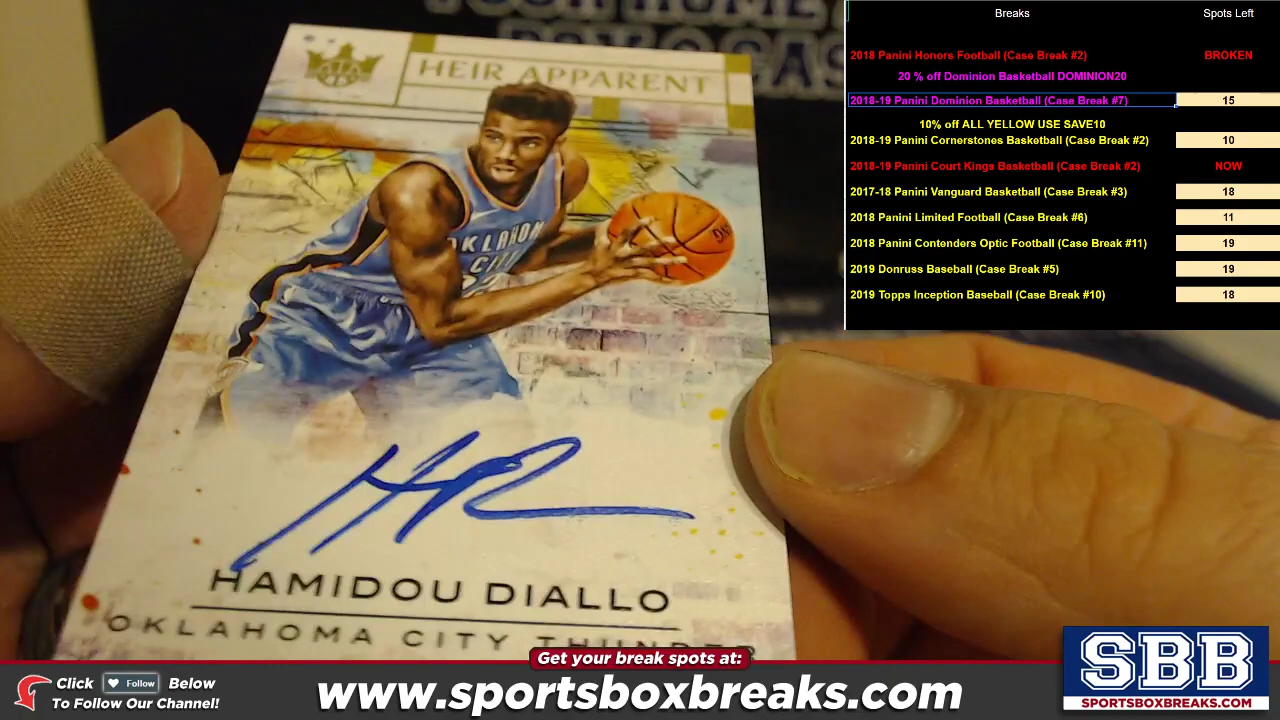 HEIR APPARENT
OKLAHOMA
CITY
HAMIDOU DIALLO
OKLAHOMA CITY THUNDER
Breaks Spots Left
2018 Panini Honors Football (Case Break #2) BROKEN
20 % off Dominion Basketball DOMINION20
2018-19 Panini Dominion Basketball (Case Break #7) 15
10% off ALL YELLOW USE SAVE10
2018-19 Panini Cornerstones Basketball (Case Break #2) 10
2018-19 Panini Court Kings Basketball (Case Break #2) NOW
2017-18 Panini Vanguard Basketball (Case Break #3) 18
2018 Panini Limited Football (Case Break #6) 11
2018 Panini Contenders Optic Football (Case Break #11) 19
2019 Donruss Baseball (Case Break #5) 19
2019 Topps Inception Baseball (Case Break #10) 18
Get your break spots at:
Click Follow Below
To Follow Our Channel!
www.sportsboxbreaks.com
SBB
SPORTSBOXBREAKS.COM